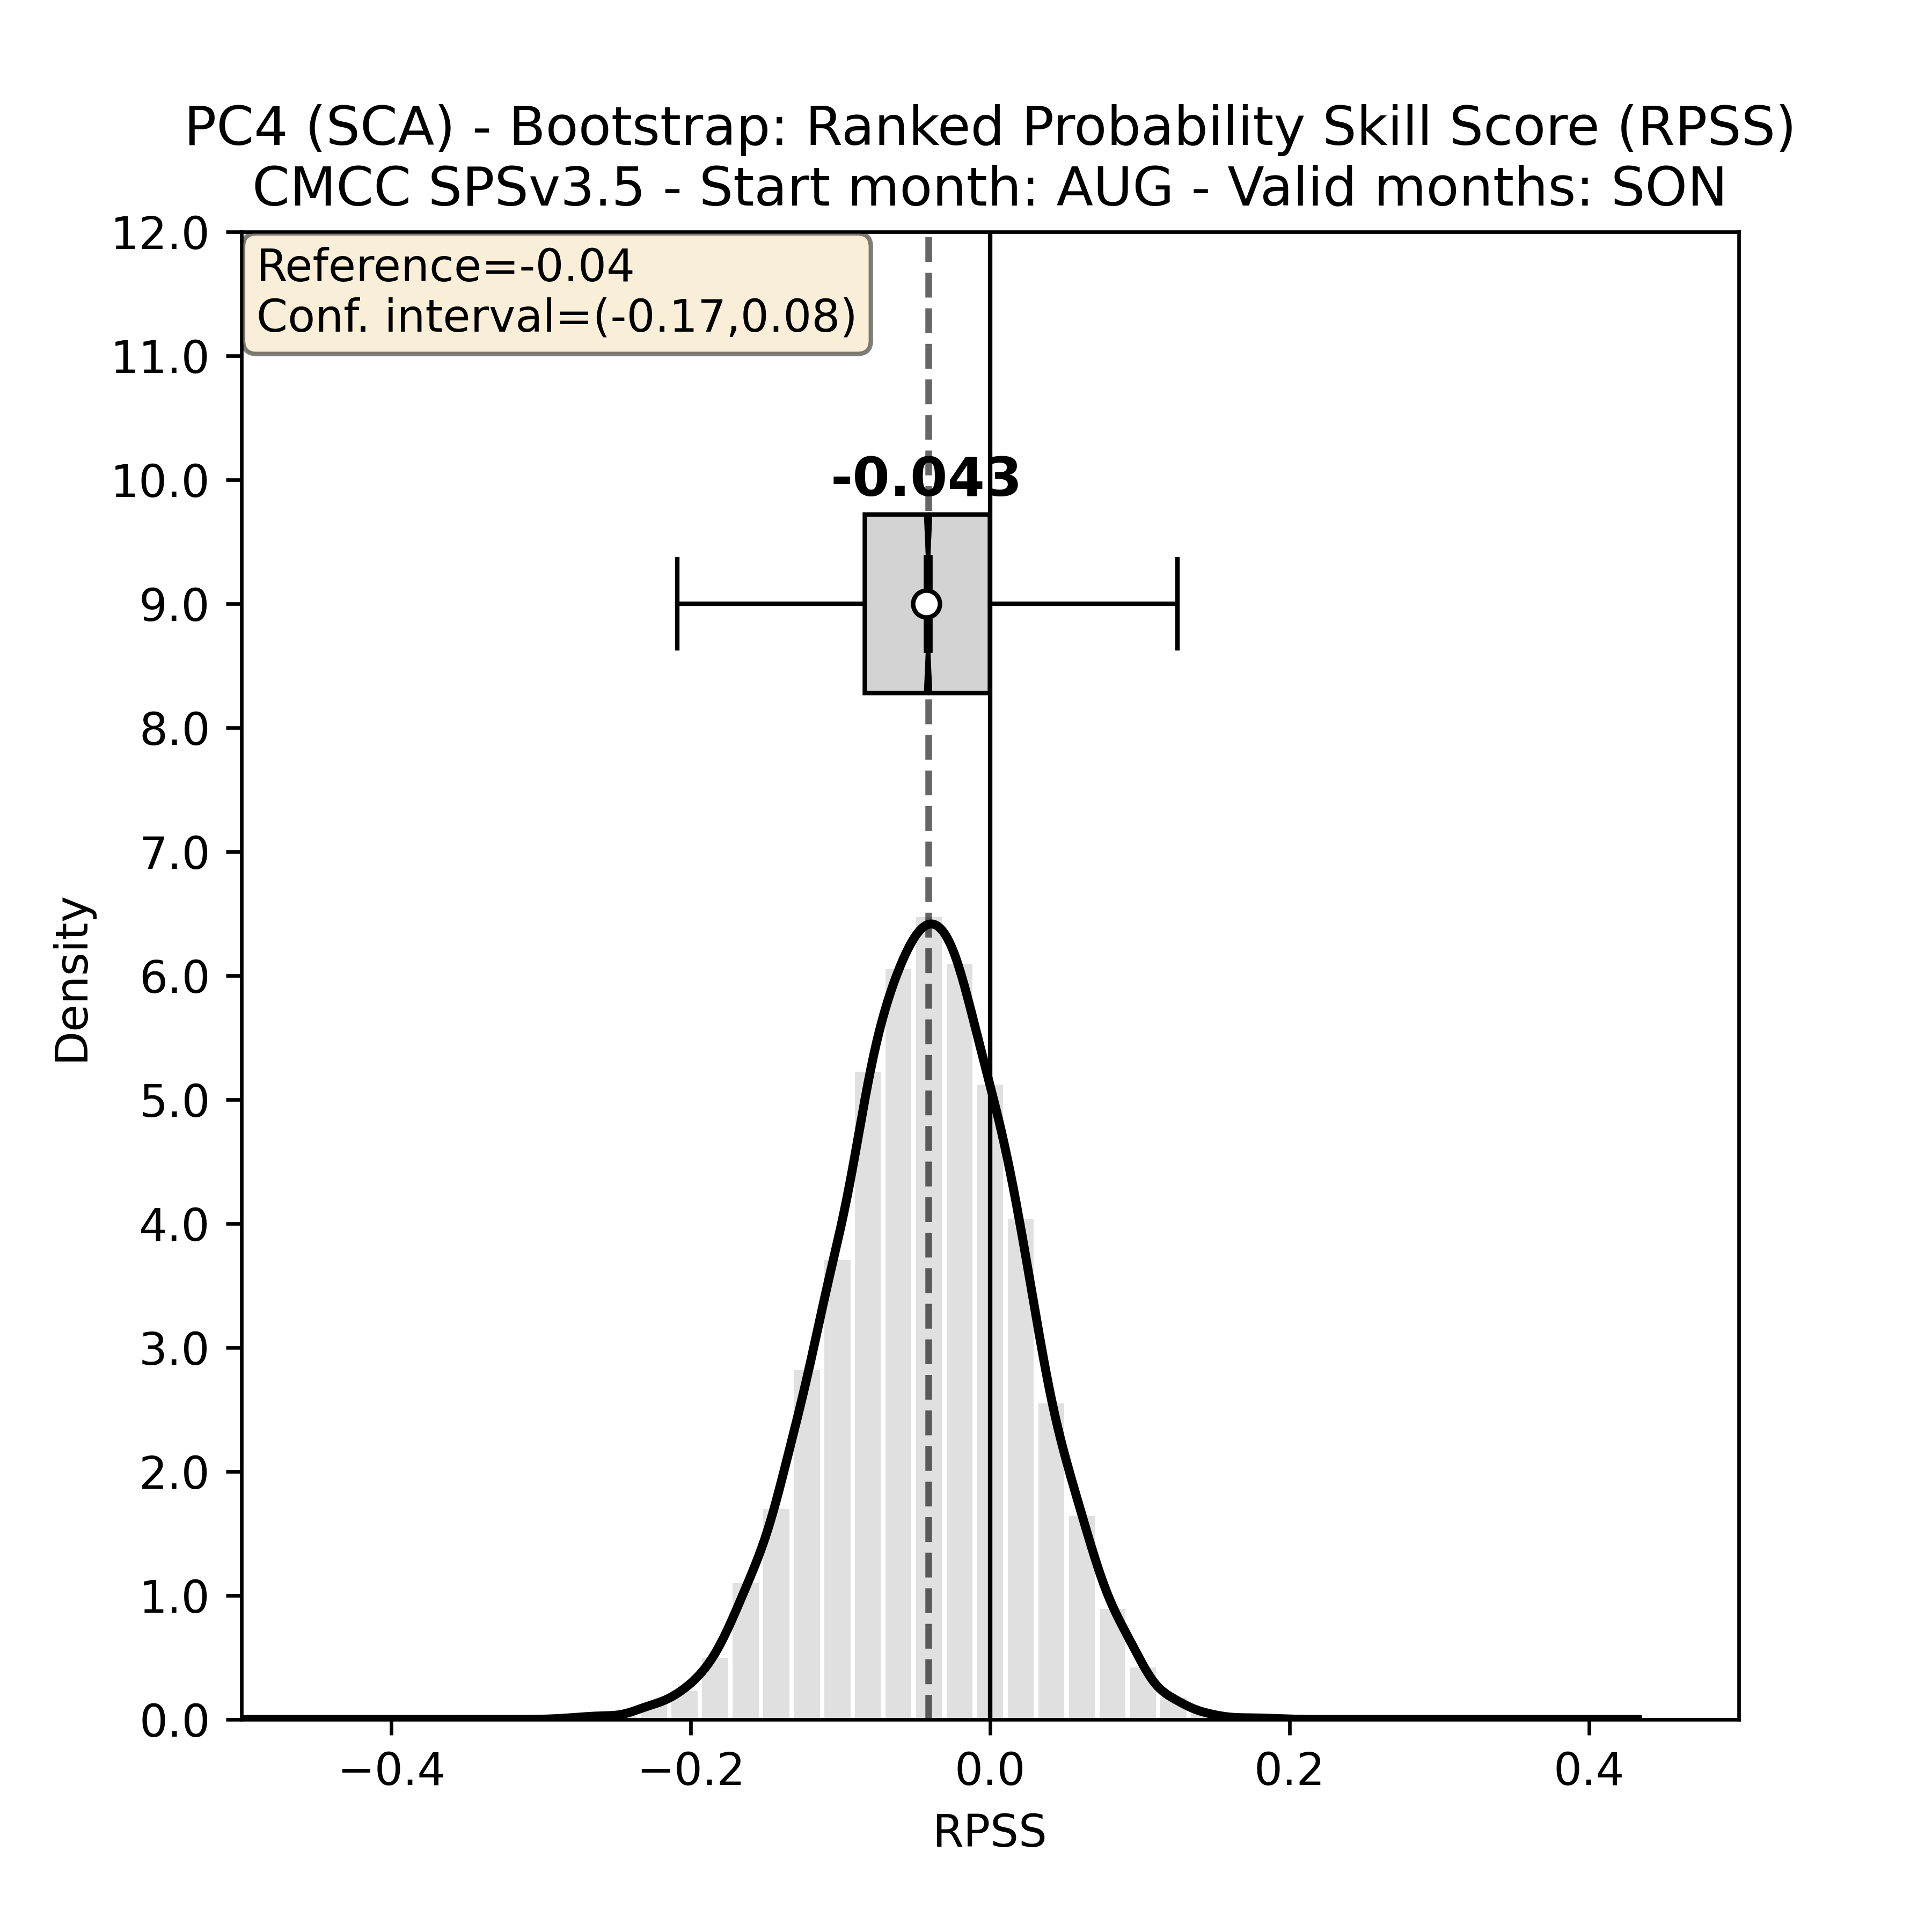 PC4 (SCA) - Bootstrap: Ranked Probability Skill Score (RPSS)
CMCC SPSv3.5 - Start month: AUG - Valid months: SON
Reference=-0.04
Conf. interval=(-0.17,0.08)
-0.043
12.0
11.0
10.0
9.0
8.0
7.0
6.0
5.0
4.0
3.0
2.0
1.0
0.0
Density
−0.4 −0.2 0.0 0.2 0.4
RPSS